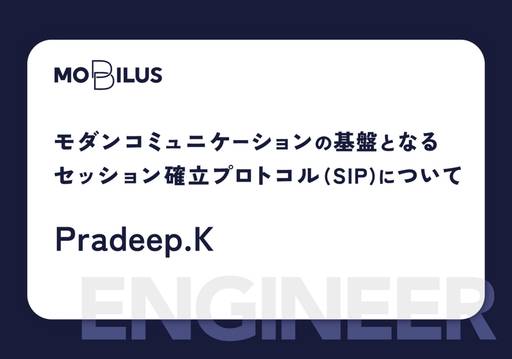 MOBILUS
モダンコミュニケーションの基盤となる
セッション確立プロトコル(SIP)について
Pradeep.K
ENGINEER